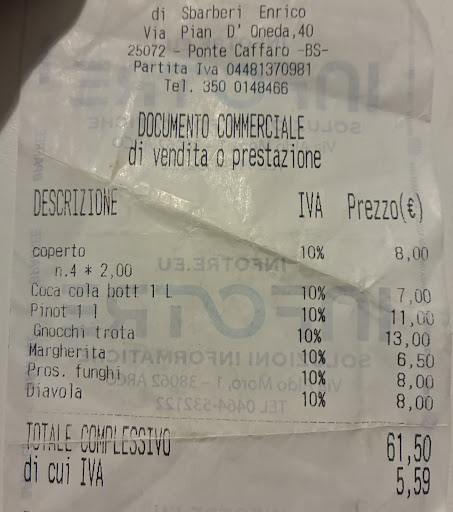 di Sbarberi Enrico
Via Pian D' Oneda,40
25072 - Ponte Caffaro -BS-
Partita Iva 04481370981
Tel. 350 0148466
DOCUMENTO COMMERCIALE
di vendita o prestazione
DESCRIZIONE IVA Prezzo(€)
coperto 10% 8,00
n.4 * 2,00
Coca cola bott 1 L 10% 7,00
Pinot 1 l 10% 11,00
Gnocchi trota 10% 13,00
Margherita 10% 6,50
Pros. funghi 10% 8,00
Diavola 10% 8,00
TOTALE COMPLESSIVO 61,50
di cui IVA 5,59